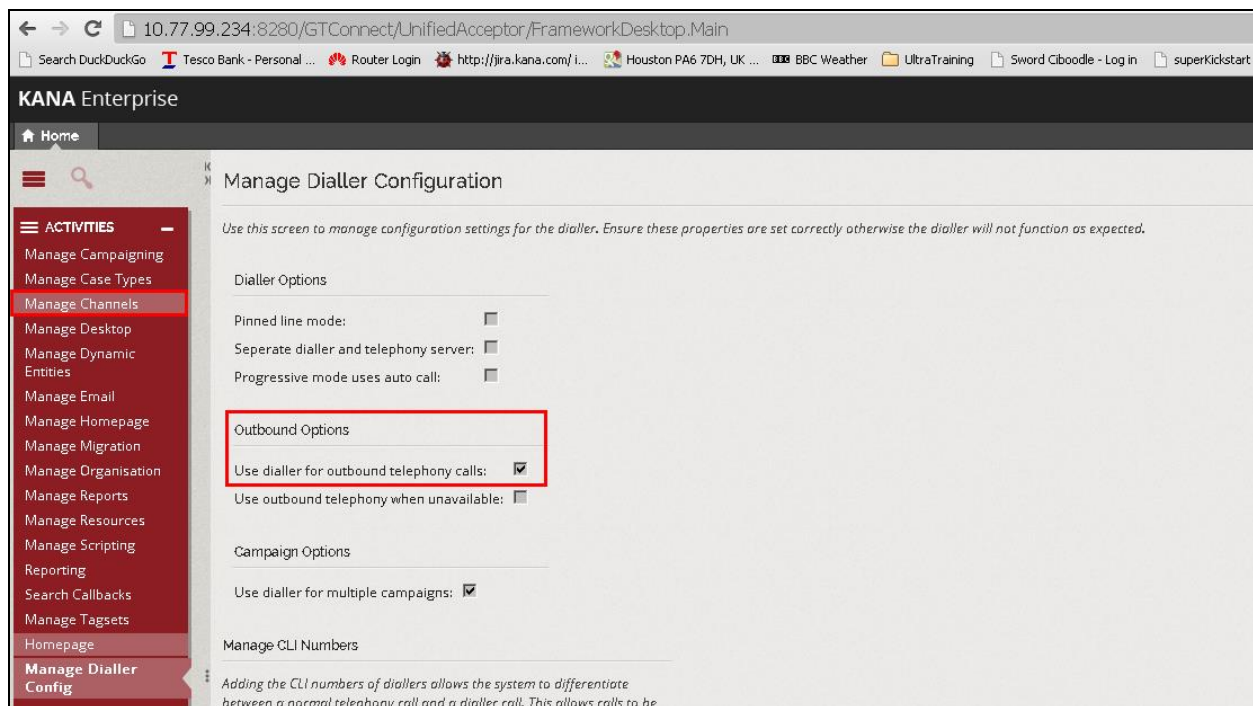 10.77.99.234:8280/GTConnect/UnifiedAcceptor/FrameworkDesktop.Main
Search DuckDuckGo Tesco Bank - Personal ... Router Login http://jira.kana.com/i... Houston PA6 7DH, UK ... BBC BBC Weather UltraTraining Sword Ciboodle - Log in superKickstart
KANA Enterprise
Home
Manage Dialler Configuration
ACTIVITIES
Use this screen to manage configuration settings for the dialler. Ensure these properties are set correctly otherwise the dialler will not function as expected.
Manage Campaigning
Manage Case Types
Manage Channels
Manage Desktop
Manage Dynamic
Entities
Manage Email
Manage Homepage
Manage Migration
Manage Organisation
Manage Reports
Manage Resources
Manage Scripting
Reporting
Search Callbacks
Manage Tagsets
Homepage
Manage Dialler
Config
Dialler Options
Pinned line mode:
Seperate dialler and telephony server:
Progressive mode uses auto call:
Outbound Options
Use dialler for outbound telephony calls:
Use outbound telephony when unavailable:
Campaign Options
Use dialler for multiple campaigns:
Manage CLI Numbers
Adding the CLI numbers of diallers allows the system to differentiate
between a normal telephony call and a dialler call. This allows calls to be